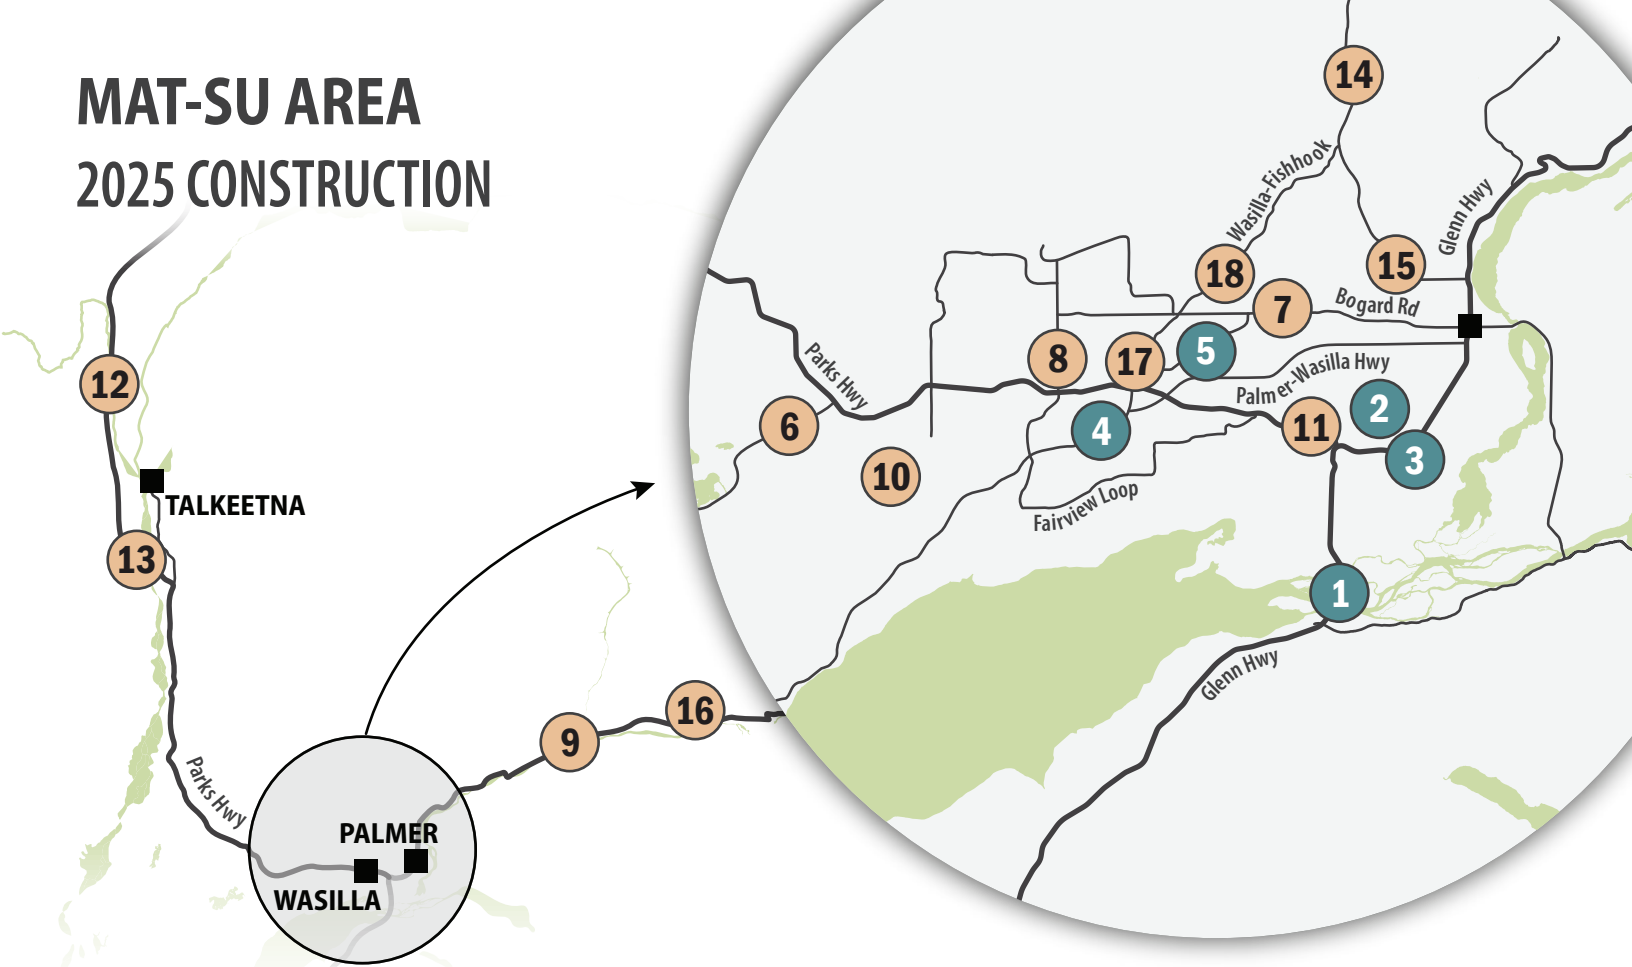 MAT-SU AREA
2025 CONSTRUCTION
14
Wasilla-Fishhook
Glenn Hwy
18
15
7
Bogard Rd
Parks Hwy
8
17
5
Palmer-Wasilla Hwy
12
6
4
11
2
3
10
TALKEETNA
Fairview Loop
13
1
Glenn Hwy
16
9
Parks Hwy
PALMER
WASILLA